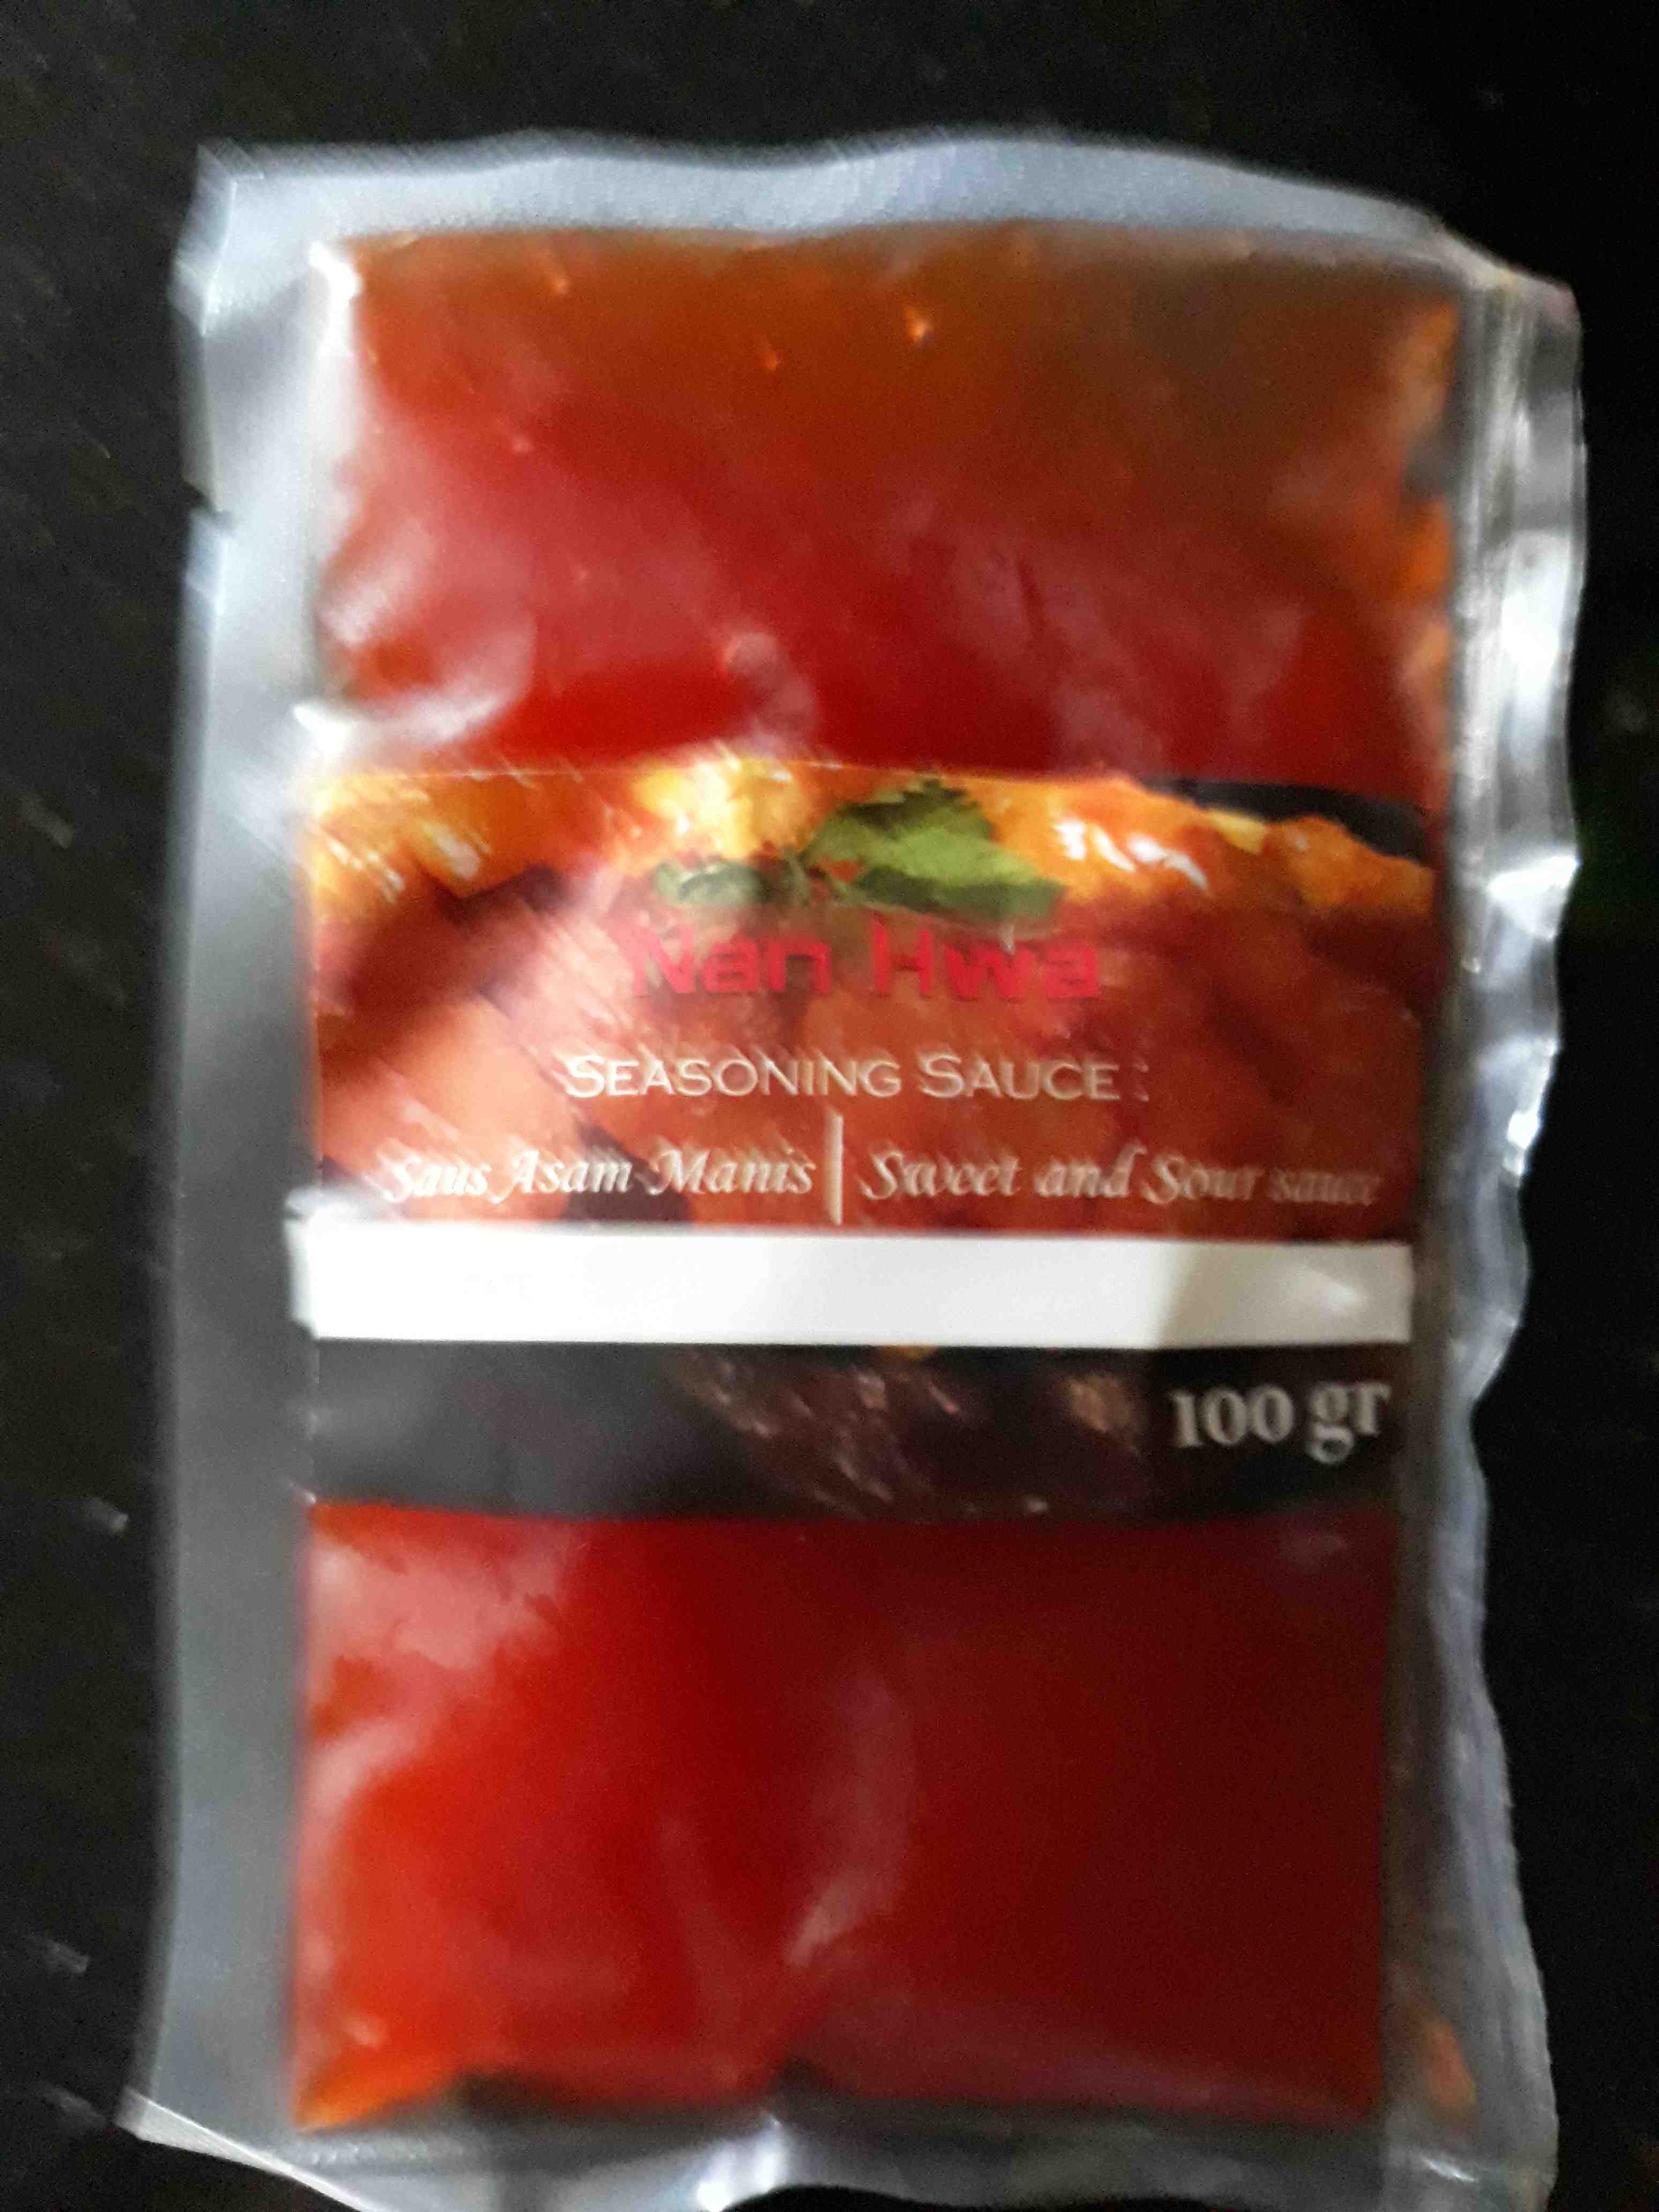 Nan Hwa
SEASONING SAUCE :
Saus Asam Manis | Sweet and Sour sauce
100 gr